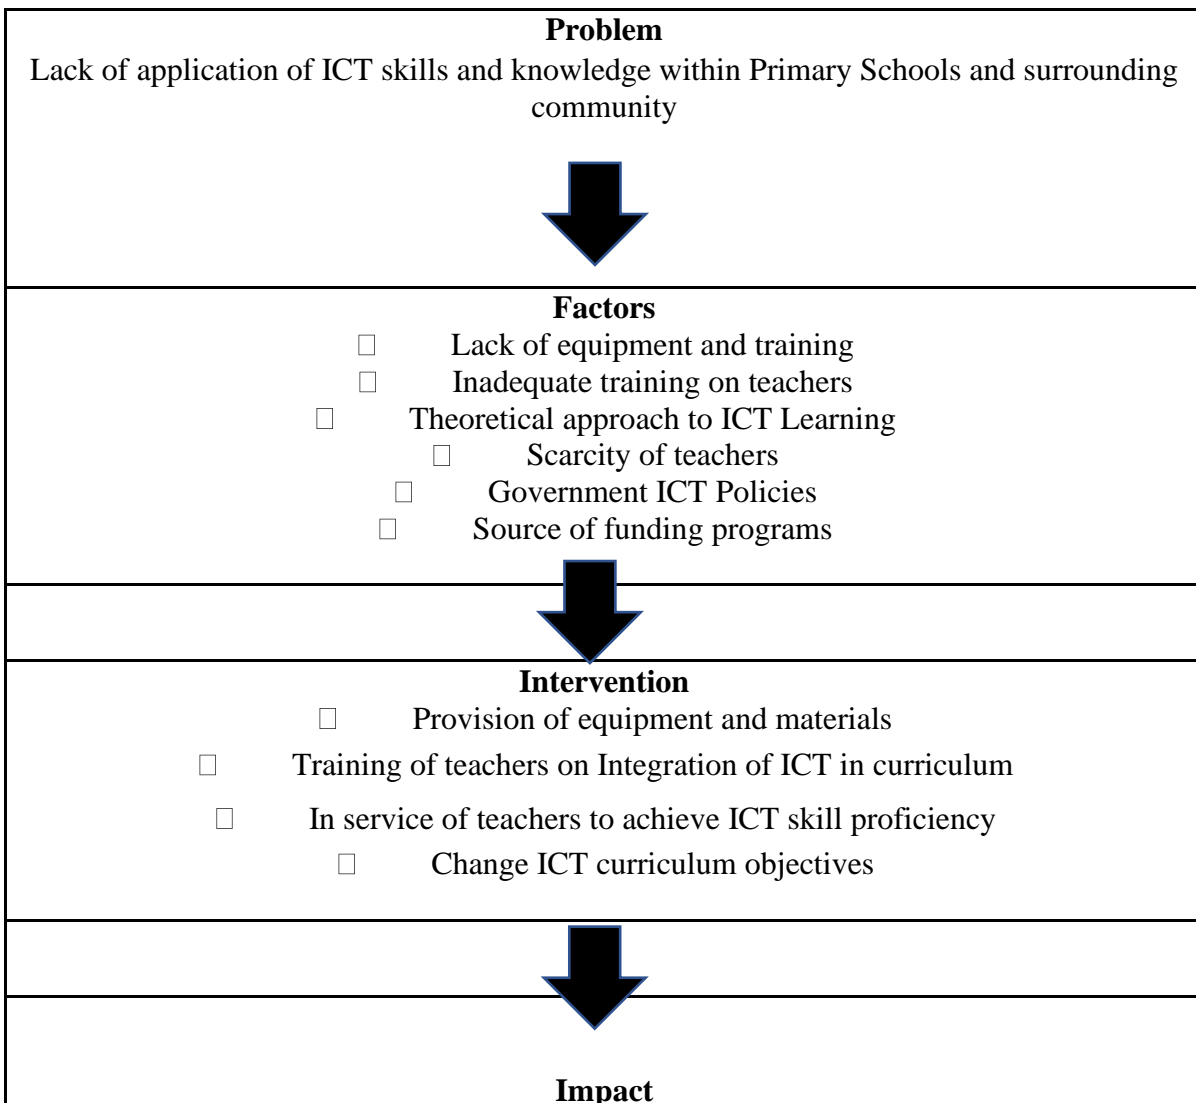 Problem
Lack of application of ICT skills and knowledge within Primary Schools and surrounding
community
Factors
□ Lack of equipment and training
□ Inadequate training on teachers
□ Theoretical approach to ICT Learning
□ Scarcity of teachers
□ Government ICT Policies
□ Source of funding programs
Intervention
□ Provision of equipment and materials
□ Training of teachers on Integration of ICT in curriculum
□ In service of teachers to achieve ICT skill proficiency
□ Change ICT curriculum objectives
Impact